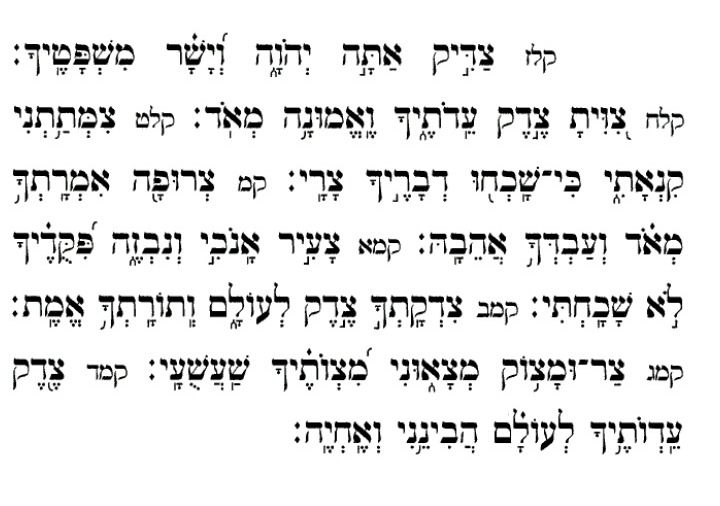 קלז צַדִּ֣יק אַתָּ֣ה יְהֹוָ֑ה וְ֝יָשָׁ֗ר מִשְׁפָּטֶֽיךָ׃
קלח צִ֭וִּיתָ צֶ֣דֶק עֵדֹתֶ֑יךָ וֶֽאֱמוּנָ֥ה מְאֹֽד׃ קלט צִמְּתַ֥תְנִי
קִנְאָתִ֑י כִּֽי־שָׁכְח֖וּ דְבָרֶ֣יךָ צָרָֽי׃ קמ צְרוּפָ֖ה אִמְרָתְךָ֥
מְאֹ֗ד וְֽעַבְדְּךָ֥ אֲהֵבָֽהּ׃ קמא צָעִ֣יר אָֽנֹכִ֣י וְנִבְזֶ֑ה פִּ֝קֻּדֶ֗יךָ
לֹ֣א שָׁכָֽחְתִּי׃ קמב צִדְקָתְךָ֣ צֶ֣דֶק לְעוֹלָ֑ם וְֽתוֹרָתְךָ֥ אֱמֶֽת׃
קמג צַר־וּמָצ֥וֹק מְצָא֑וּנִי מִ֝צְוֺתֶ֗יךָ שַׁעֲשֻׁעָֽי׃ קמד צֶ֖דֶק
עֵדְוֺתֶ֥יךָ לְעוֹלָ֗ם הֲבִינֵ֥נִי וְאֶֽחְיֶֽה׃